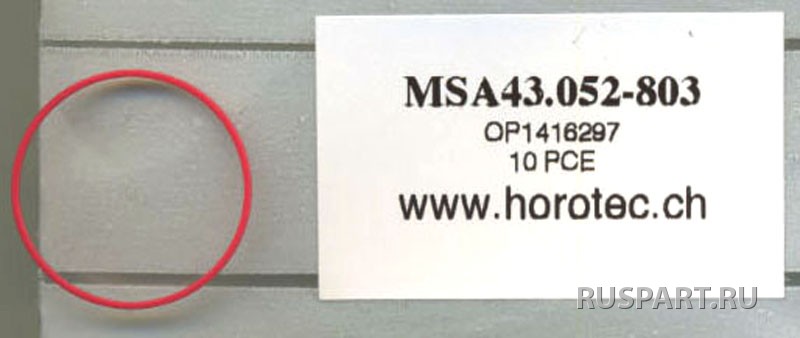 MSA43.052-803
OP1416297
10 PCE
www.horotec.ch
RUSPART.RU